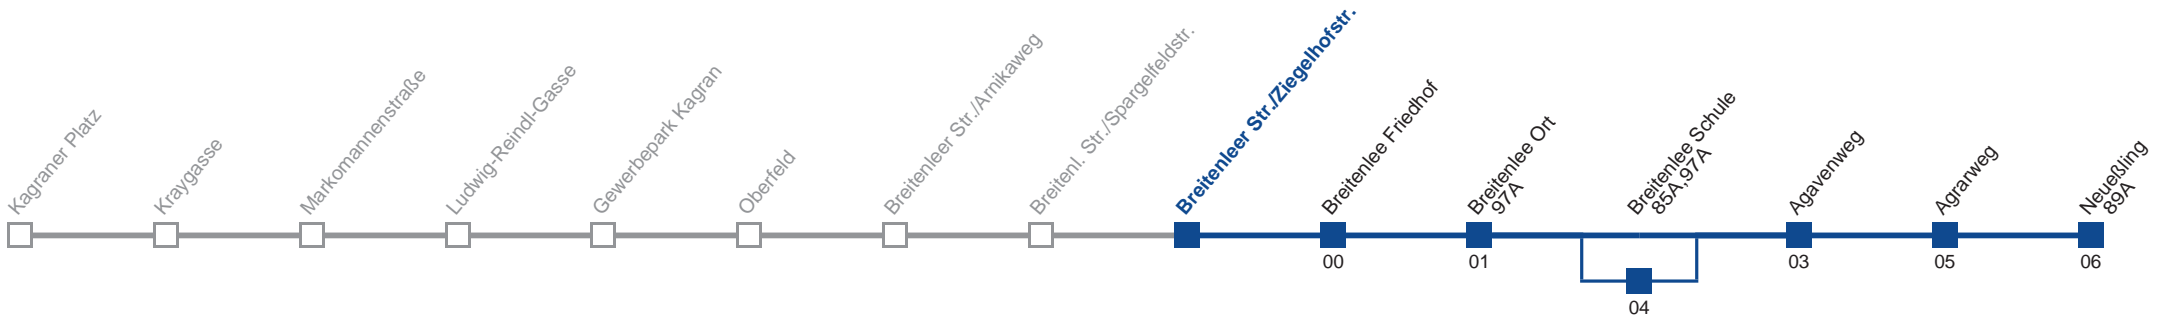 Kagraner Platz
Kraygasse
Markomannenstraße
Ludwig-Reindl-Gasse
Gewerbepark Kagran
Oberfeld
Breitenleer Str./Arnikaweg
Breitenl. Str./Spargelfeldstr.
Breitenleer Str./Ziegelhofstr.
Breitenlee Friedhof
Breitenlee Ort
97A
Breitenlee Schule
85A,97A
Agavenweg
Agrarweg
Neueßling
89A
00
01
03
05
06
04